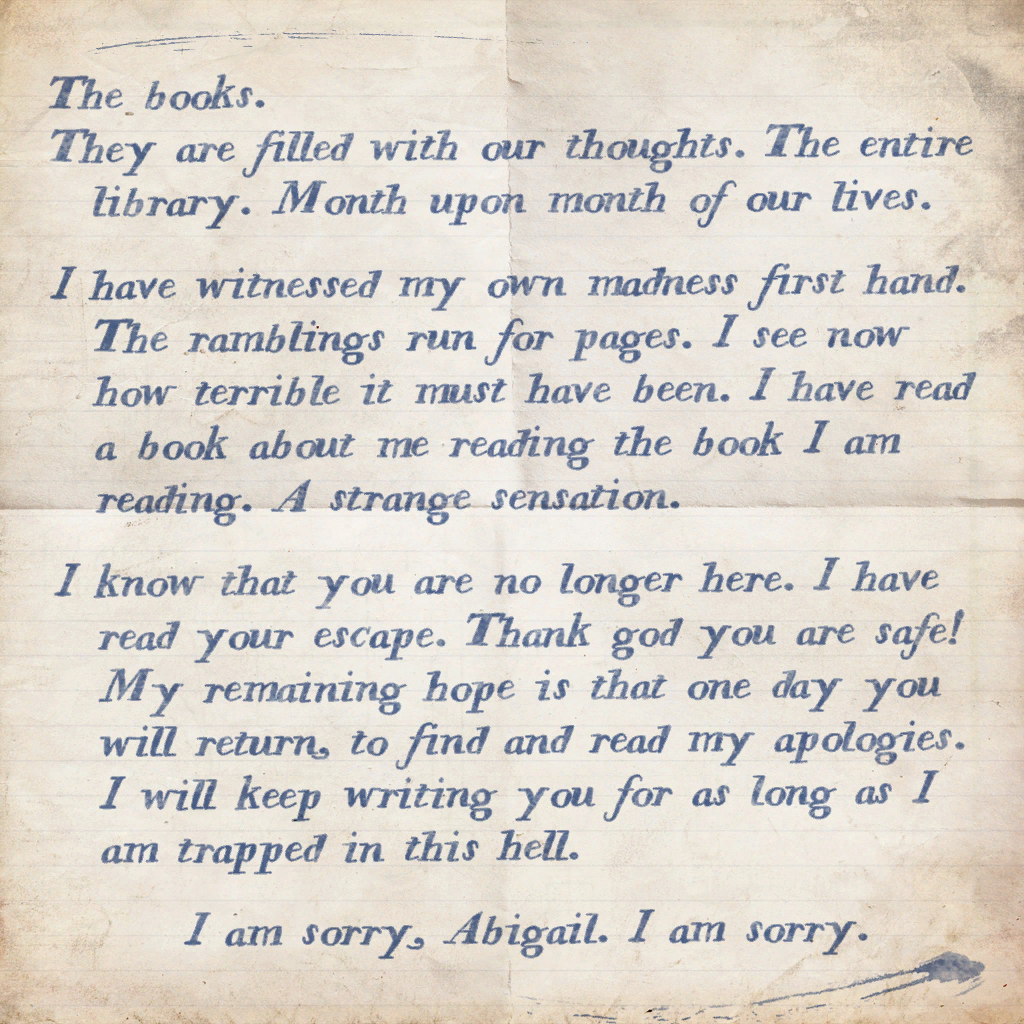 The books.
They are filled with our thoughts. The entire
library. Month upon month of our lives.
I have witnessed my own madness first hand.
The ramblings run for pages. I see now
how terrible it must have been. I have read
a book about me reading the book I am
reading. A strange sensation.
I know that you are no longer here. I have
read your escape. Thank god you are safe!
My remaining hope is that one day you
will return, to find and read my apologies.
I will keep writing you for as long as I
am trapped in this hell.
I am sorry, Abigail. I am sorry.